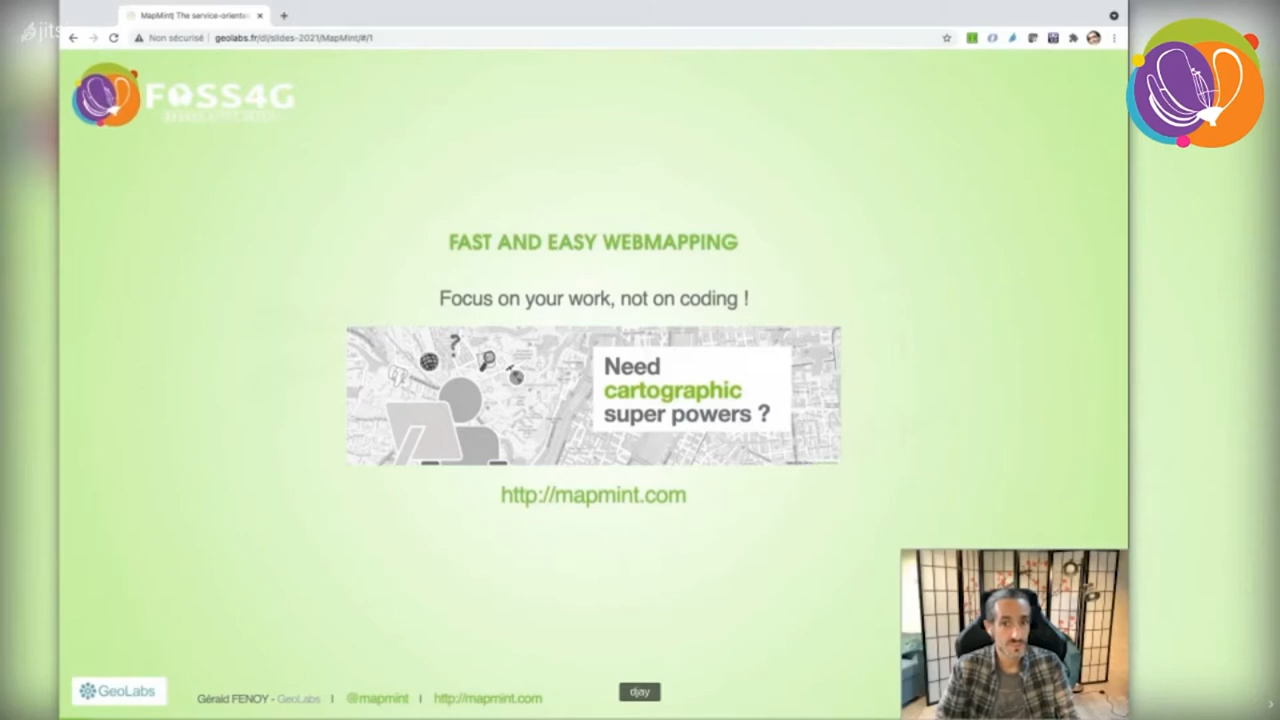 jits
MapMint| The service-oriente
Non sécurisé | geolabs.fr/dl/slides-2021/MapMint/#/1
FOSS4G
FAST AND EASY WEBMAPPING
Focus on your work, not on coding !
?
Need
cartographic
super powers ?
http://mapmint.com
GeoLabs
Gérald FENOY - GeoLabs | @mapmint | http://mapmint.com
djay